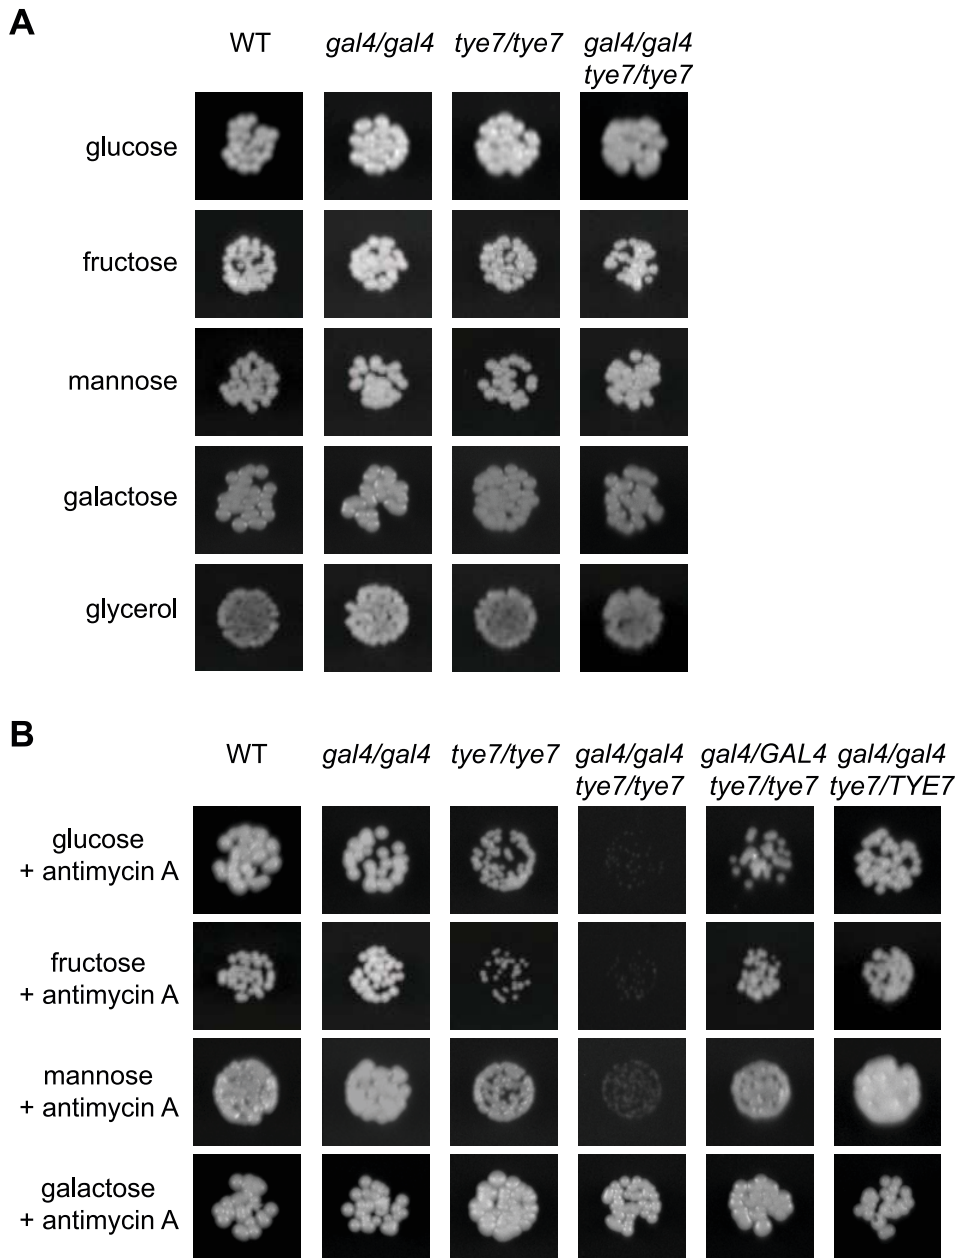 A
WT gal4/gal4 tye7/tye7 gal4/gal4
tye7/tye7
glucose
fructose
mannose
galactose
glycerol
B
WT gal4/gal4 tye7/tye7 gal4/gal4 gal4/GAL4 gal4/gal4
tye7/tye7 tye7/tye7 tye7/TYE7
glucose
+ antimycin A
fructose
+ antimycin A
mannose
+ antimycin A
galactose
+ antimycin A